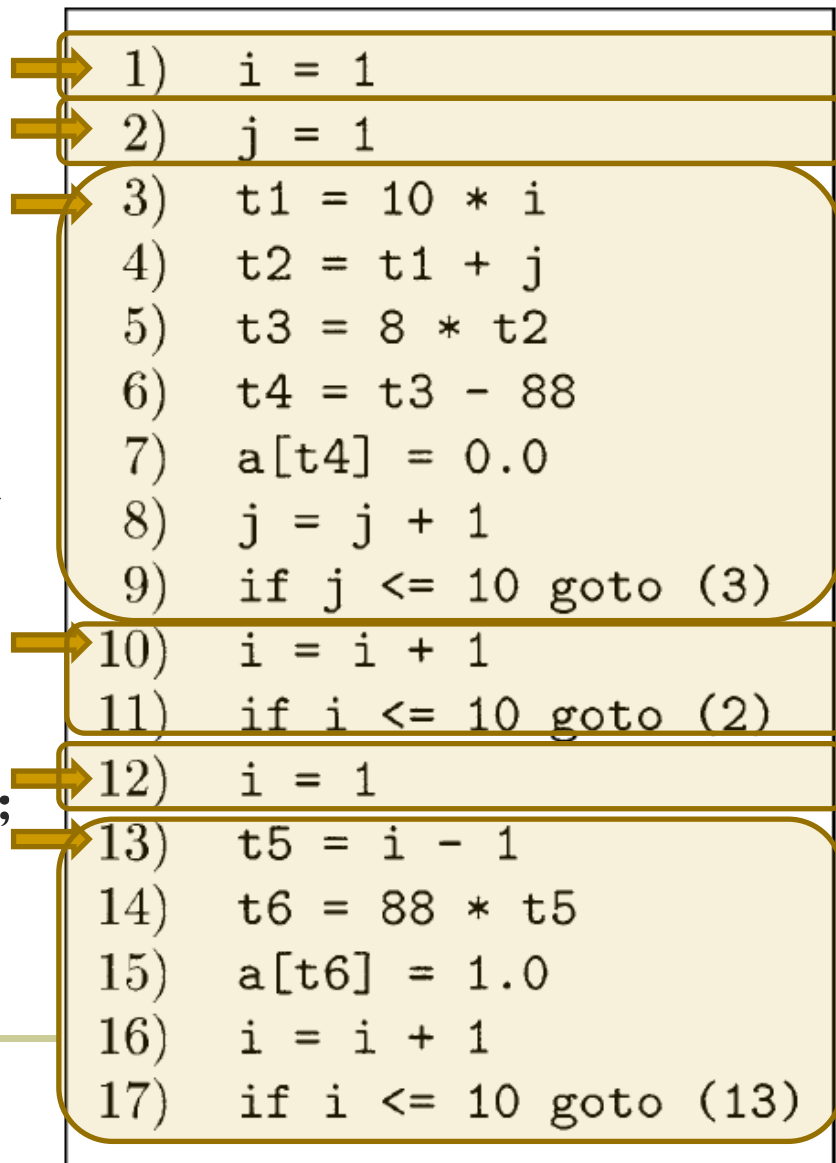 1) i = 1
2) j = 1
3) t1 = 10 * i
4) t2 = t1 + j
5) t3 = 8 * t2
6) t4 = t3 - 88
7) a[t4] = 0.0
8) j = j + 1
9) if j <= 10 goto (3)
10) i = i + 1
11) if i <= 10 goto (2)
12) i = 1
;
13) t5 = i - 1
14) t6 = 88 * t5
15) a[t6] = 1.0
16) i = i + 1
17) if i <= 10 goto (13)